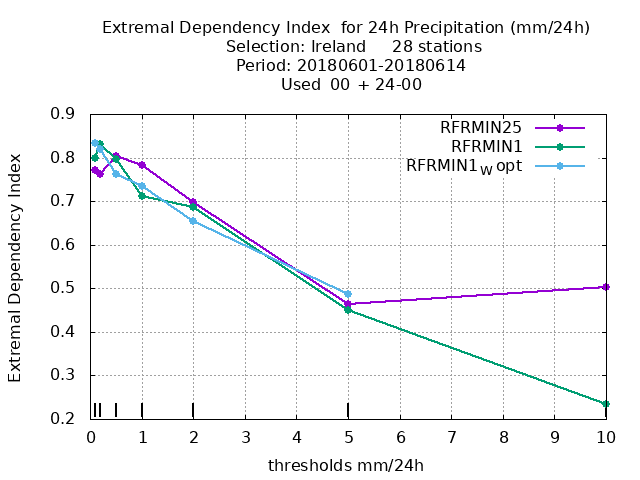 Extremal Dependency Index  for 24h Precipitation (mm/24h)
Selection: Ireland     28 stations
Period: 20180601-20180614
Used  00 + 24-00
RFRMIN25
RFRMIN1
RFRMIN1W opt
Extremal Dependency Index
0.9
0.8
0.7
0.6
0.5
0.4
0.3
0.2
0 1 2 3 4 5 6 7 8 9 10
thresholds mm/24h